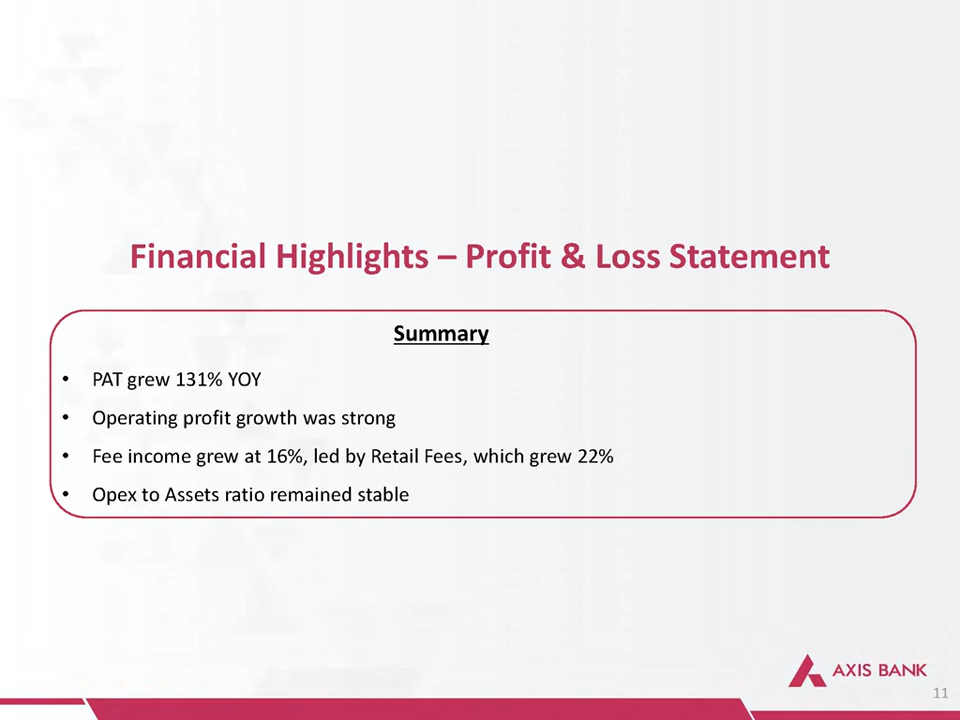 Financial Highlights – Profit & Loss Statement
Summary
• PAT grew 131% YOY
• Operating profit growth was strong
• Fee income grew at 16%, led by Retail Fees, which grew 22%
• Opex to Assets ratio remained stable
AXIS BANK
11